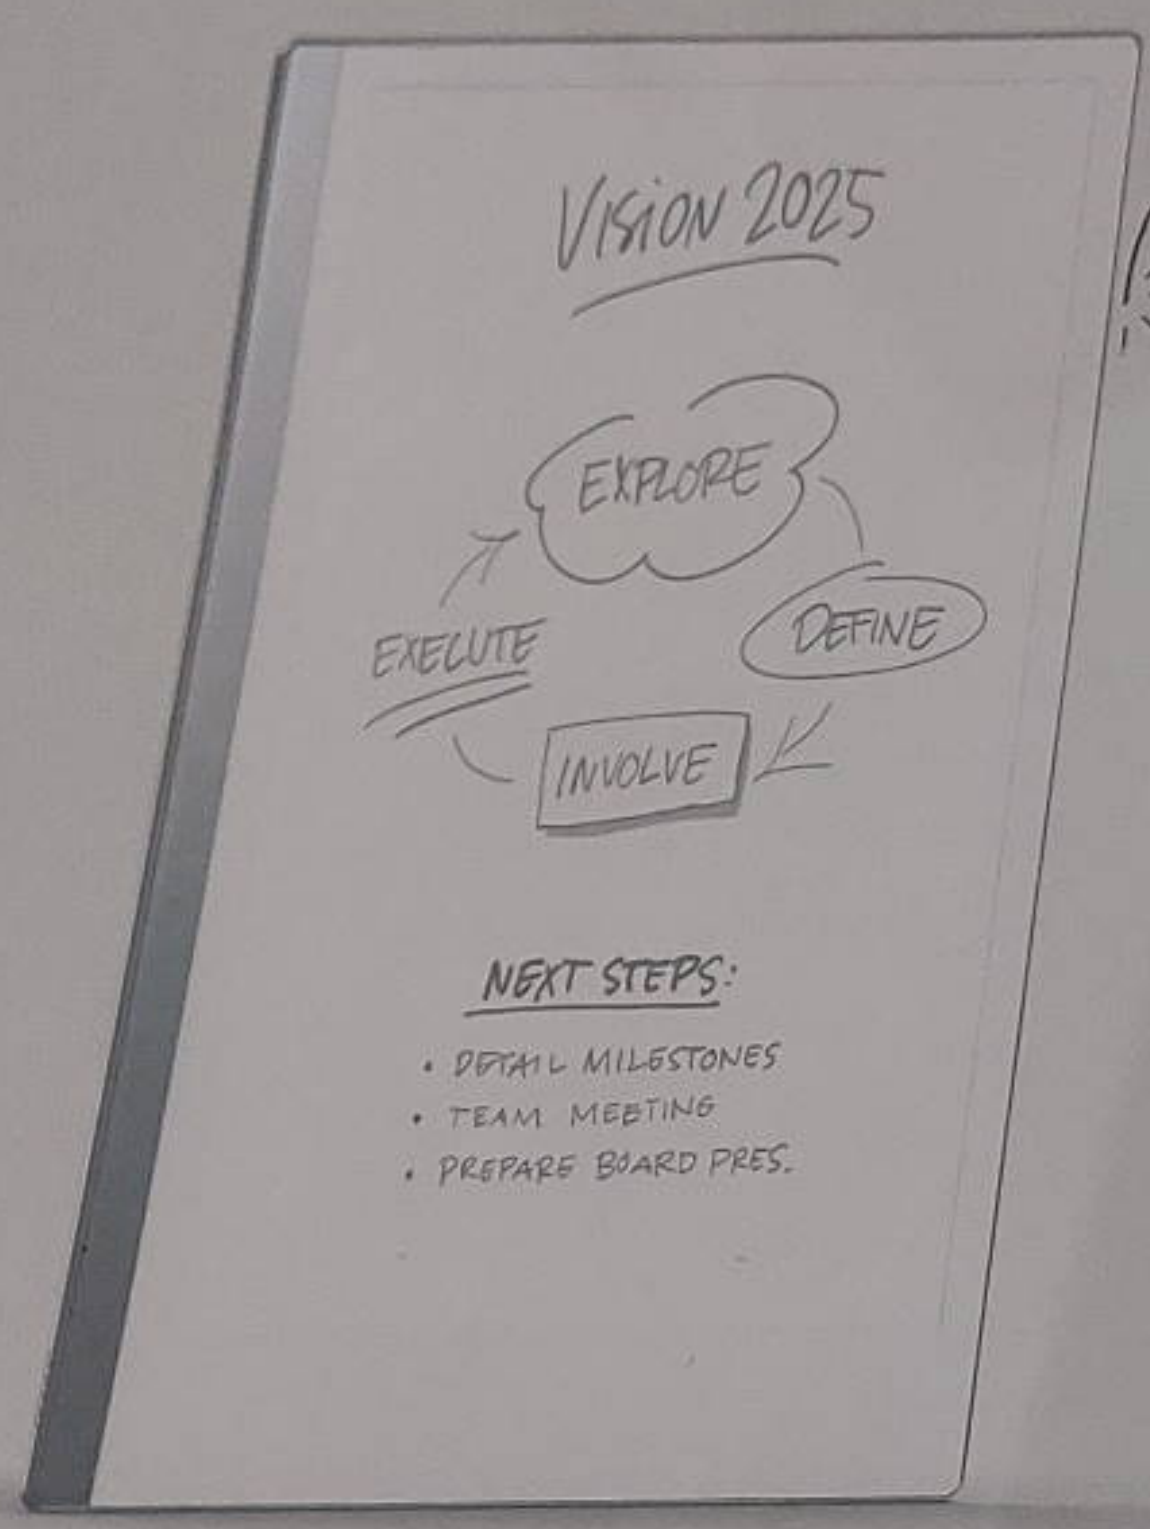 VISION 2025
EXPLORE
DEFINE
EXECUTE
INVOLVE
NEXT STEPS:
• DETAIL MILESTONES
• TEAM MEETING
• PREPARE BOARD PRES.